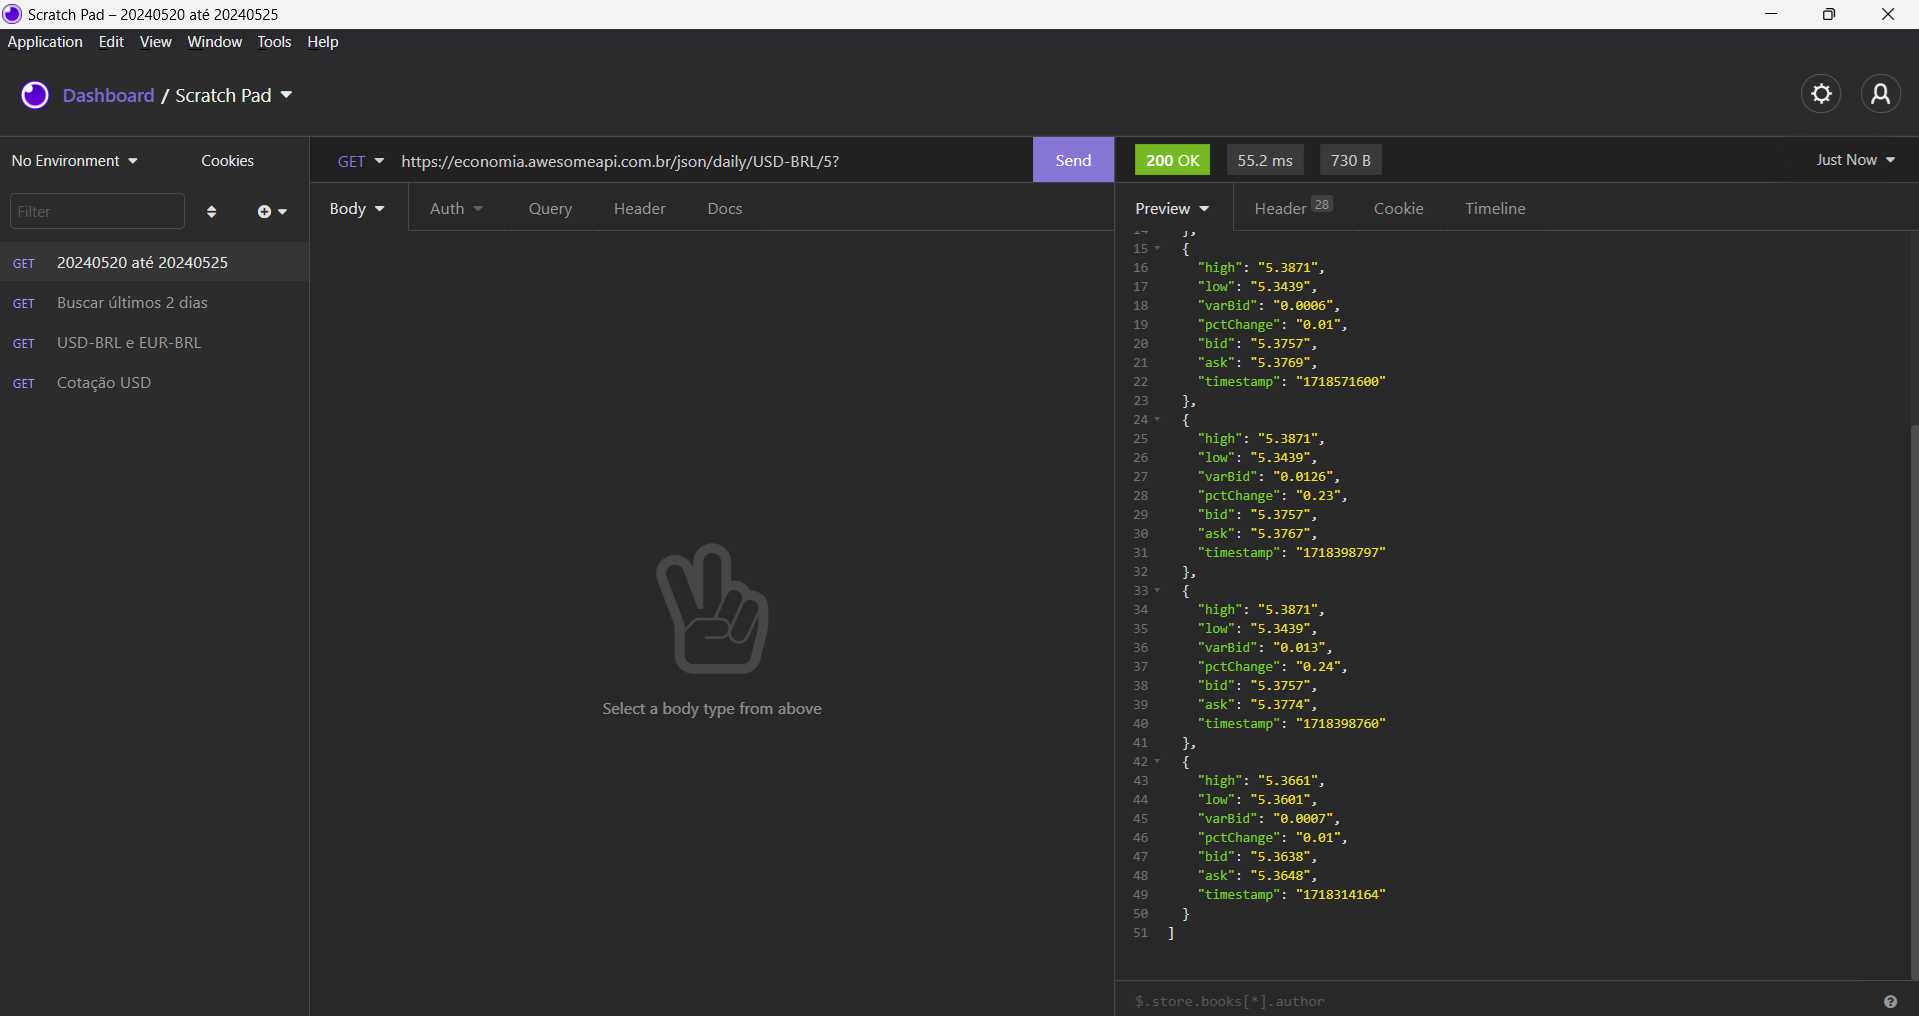 Scratch Pad – 20240520 até 20240525
Application Edit View Window Tools Help
Dashboard / Scratch Pad
No Environment Cookies
Filter
GET 20240520 até 20240525
GET Buscar últimos 2 dias
GET USD-BRL e EUR-BRL
GET Cotação USD
GET https://economia.awesomeapi.com.br/json/daily/USD-BRL/5? Send
Body Auth Query Header Docs
Select a body type from above
200 OK 55.2 ms 730 B Just Now
Preview Header 28 Cookie Timeline
14 },
15 {
16 "high": "5.3871",
17 "low": "5.3439",
18 "varBid": "0.0006",
19 "pctChange": "0.01",
20 "bid": "5.3757",
21 "ask": "5.3769",
22 "timestamp": "1718571600"
23 },
24 {
25 "high": "5.3871",
26 "low": "5.3439",
27 "varBid": "0.0126",
28 "pctChange": "0.23",
29 "bid": "5.3757",
30 "ask": "5.3767",
31 "timestamp": "1718398797"
32 },
33 {
34 "high": "5.3871",
35 "low": "5.3439",
36 "varBid": "0.013",
37 "pctChange": "0.24",
38 "bid": "5.3757",
39 "ask": "5.3774",
40 "timestamp": "1718398760"
41 },
42 {
43 "high": "5.3661",
44 "low": "5.3601",
45 "varBid": "0.0007",
46 "pctChange": "0.01",
47 "bid": "5.3638",
48 "ask": "5.3648",
49 "timestamp": "1718314164"
50 }
51 ]
$.store.books[*].author